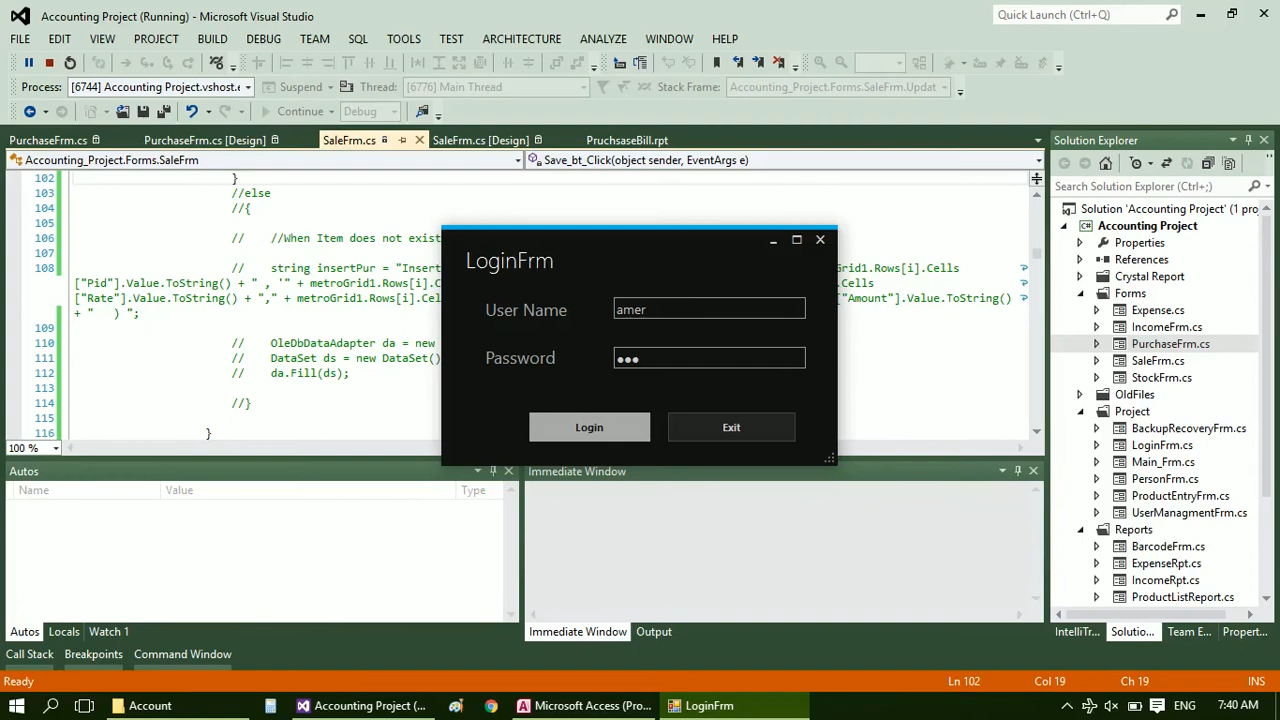 Accounting Project (Running) - Microsoft Visual Studio
Quick Launch (Ctrl+Q)
FILE EDIT VIEW PROJECT BUILD DEBUG TEAM SQL TOOLS TEST ARCHITECTURE ANALYZE WINDOW HELP
Process: [6744] Accounting Project.vshost.e Suspend Thread: [6776] Main Thread Stack Frame: Accounting_Project.Forms.SaleFrm.Updat
Continue Debug
PurchaseFrm.cs PurchaseFrm.cs [Design] SaleFrm.cs SaleFrm.cs [Design] PruchsaseBill.rpt
Accounting_Project.Forms.SaleFrm Save_bt_Click(object sender, EventArgs e)
102 }
103 //else
104 //{
105
106 // //When Item does not exist
107
108 // string insertPur = "Insert Grid1.Rows[i].Cells
["Pid"].Value.ToString() + " , '" + metroGrid1.Rows[i].C .Cells
["Rate"].Value.ToString() + "," + metroGrid1.Rows[i].Ce ["Amount"].Value.ToString()
+ " ) ";
109
110 // OleDbDataAdapter da = new
111 // DataSet ds = new DataSet()
112 // da.Fill(ds);
113
114 //}
115
116 }
100 %
LoginFrm
User Name amer
Password
Login Exit
Autos
Name Value Type
Autos Locals Watch 1
Immediate Window
Immediate Window Output
Call Stack Breakpoints Command Window
Solution Explorer
Search Solution Explorer (Ctrl+;)
Solution 'Accounting Project' (1 pro
Accounting Project
Properties
References
Crystal Report
Forms
Expense.cs
IncomeFrm.cs
PurchaseFrm.cs
SaleFrm.cs
StockFrm.cs
OldFiles
Project
BackupRecoveryFrm.cs
LoginFrm.cs
Main_Frm.cs
PersonFrm.cs
ProductEntryFrm.cs
UserManagmentFrm.cs
Reports
BarcodeFrm.cs
ExpenseRpt.cs
IncomeRpt.cs
ProductListReport.cs
IntelliTr... Solutio... Team E... Propert...
Ready Ln 102 Col 19 Ch 19 INS
Account Accounting Project (... Microsoft Access (Pro... LoginFrm 7:40 AM